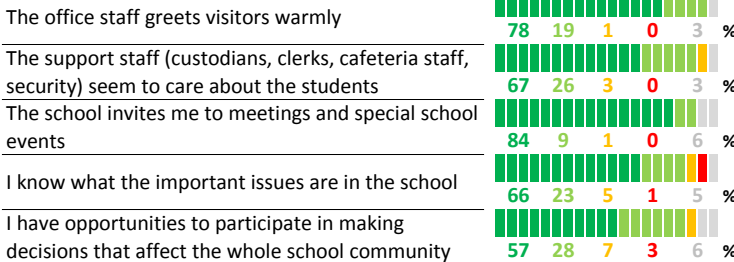 The office staff greets visitors warmly
78 19 1 0 3 %
The support staff (custodians, clerks, cafeteria staff,
security) seem to care about the students
67 26 3 0 3 %
The school invites me to meetings and special school
events
84 9 1 0 6 %
I know what the important issues are in the school
66 23 5 1 5 %
I have opportunities to participate in making
decisions that affect the whole school community
57 28 7 3 6 %